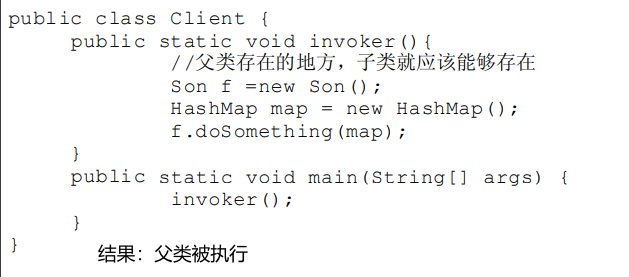 public class Client {
public static void invoker(){
//父类存在的地方，子类就应该能够存在
Son f =new Son();
HashMap map = new HashMap();
f.doSomething(map);
}
public static void main(String[] args) {
invoker();
}
}
结果：父类被执行